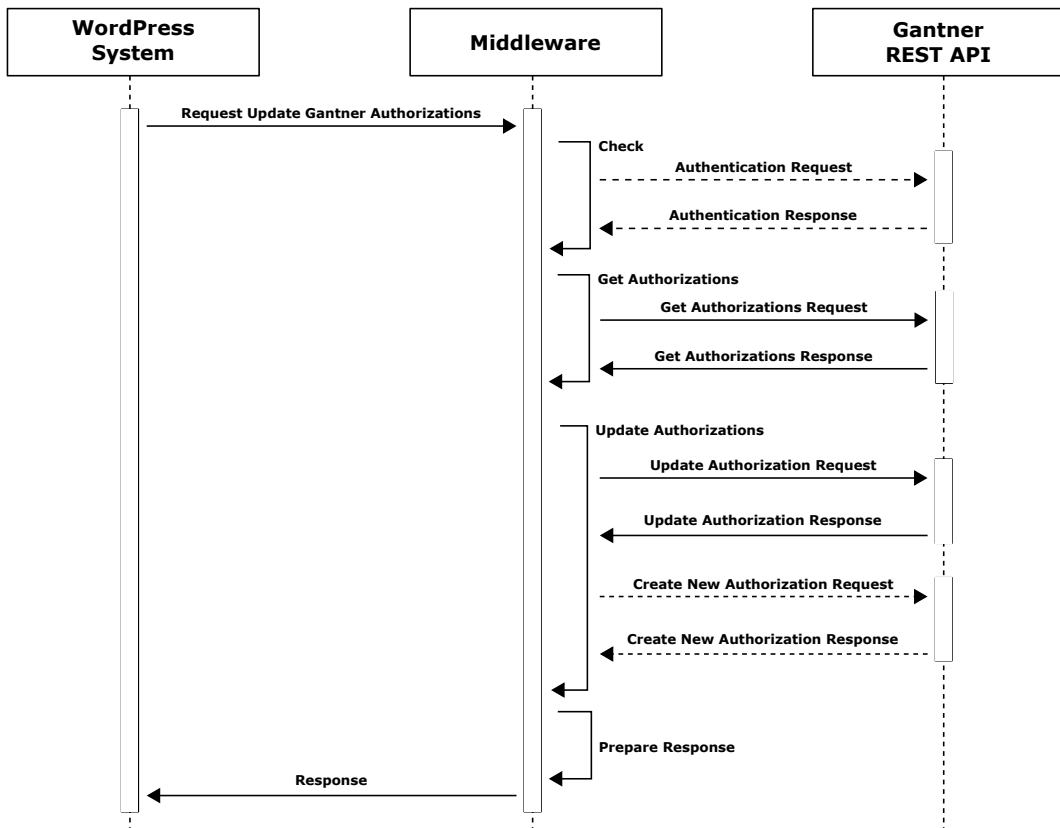 WordPress
System
Middleware
Gantner
REST API
Request Update Gantner Authorizations
Check
Authentication Request
Authentication Response
Get Authorizations
Get Authorizations Request
Get Authorizations Response
Update Authorizations
Update Authorization Request
Update Authorization Response
Create New Authorization Request
Create New Authorization Response
Prepare Response
Response